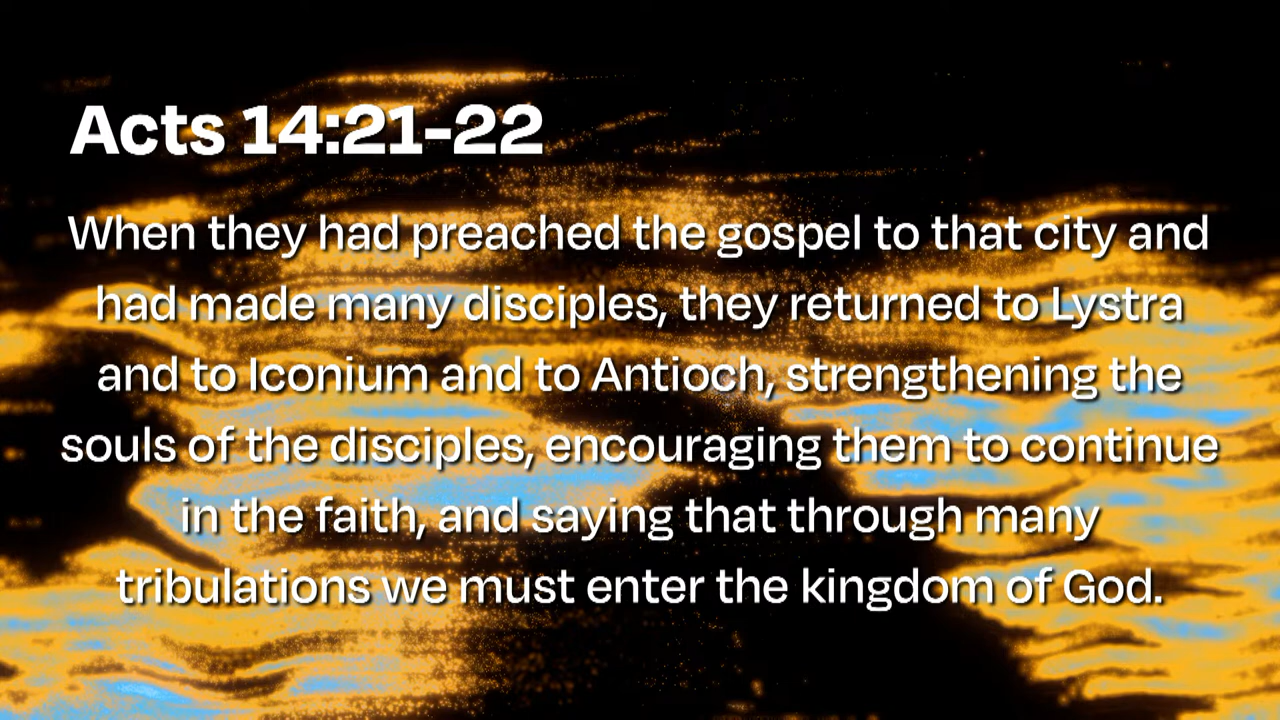 Acts 14:21-22
When they had preached the gospel to that city and
had made many disciples, they returned to Lystra
and to Iconium and to Antioch, strengthening the
souls of the disciples, encouraging them to continue
in the faith, and saying that through many
tribulations we must enter the kingdom of God.